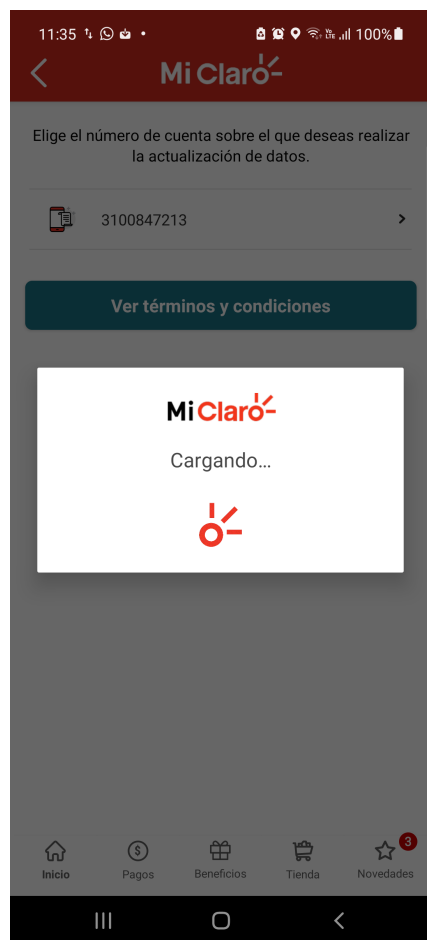 11:35
100%
Mi Claro
Elige el número de cuenta sobre el que deseas realizar
la actualización de datos.
3100847213
Ver términos y condiciones
Mi Claro
Cargando...
Inicio
Pagos
Beneficios
Tienda
Novedades
3